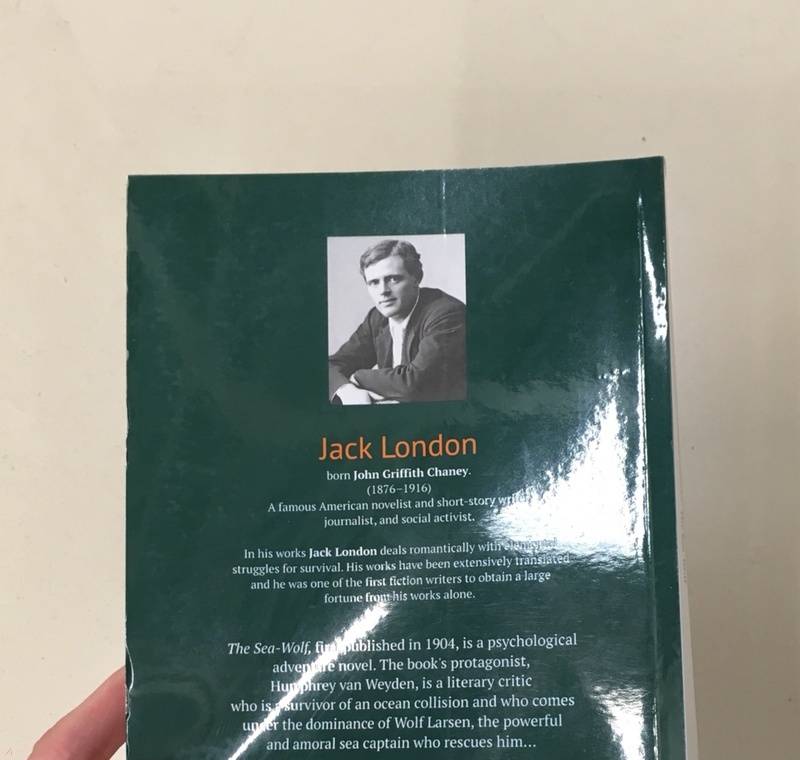 Jack London
born John Griffith Chaney.
(1876–1916)
A famous American novelist and short-story writer,
journalist, and social activist.
In his works Jack London deals romantically with elemental
struggles for survival. His works have been extensively translated
and he was one of the first fiction writers to obtain a large
fortune from his works alone.
The Sea-Wolf, first published in 1904, is a psychological
adventure novel. The book's protagonist,
Humphrey van Weyden, is a literary critic
who is a survivor of an ocean collision and who comes
under the dominance of Wolf Larsen, the powerful
and amoral sea captain who rescues him...